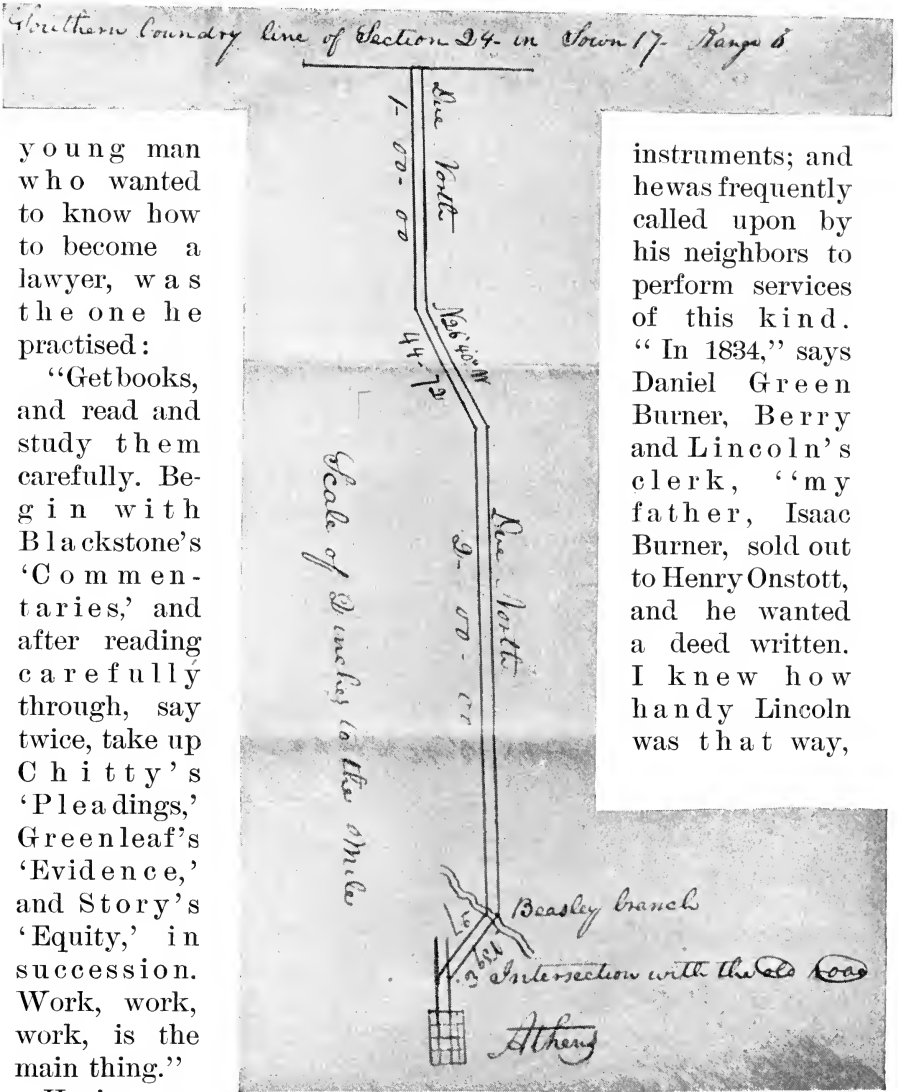 Southern boundry line of Section 24- in Town 17- Range 6
Due North
1- 00- 00
N26°40" W
44-72
Due North
2- 00- 00
Scale of 2 inches to the Mile
Beasley branch
Intersection with the old Road
Athens
young man
who wanted
to know how
to become a
lawyer, was
the one he
practised:
"Get books,
and read and
study them
carefully. Be-
gin with
Blackstone's
'Commen-
taries,' and
after reading
carefully
through, say
twice, take up
Chitty's
'Pleadings,'
Greenleaf's
'Evidence,'
and Story's
'Equity,' in
succession.
Work, work,
work, is the
main thing."
instruments; and
he was frequently
called upon by
his neighbors to
perform services
of this kind.
"In 1834," says
Daniel Green
Burner, Berry
and Lincoln's
clerk, "my
father, Isaac
Burner, sold out
to Henry Onstott,
and he wanted
a deed written.
I knew how
handy Lincoln
was that way,